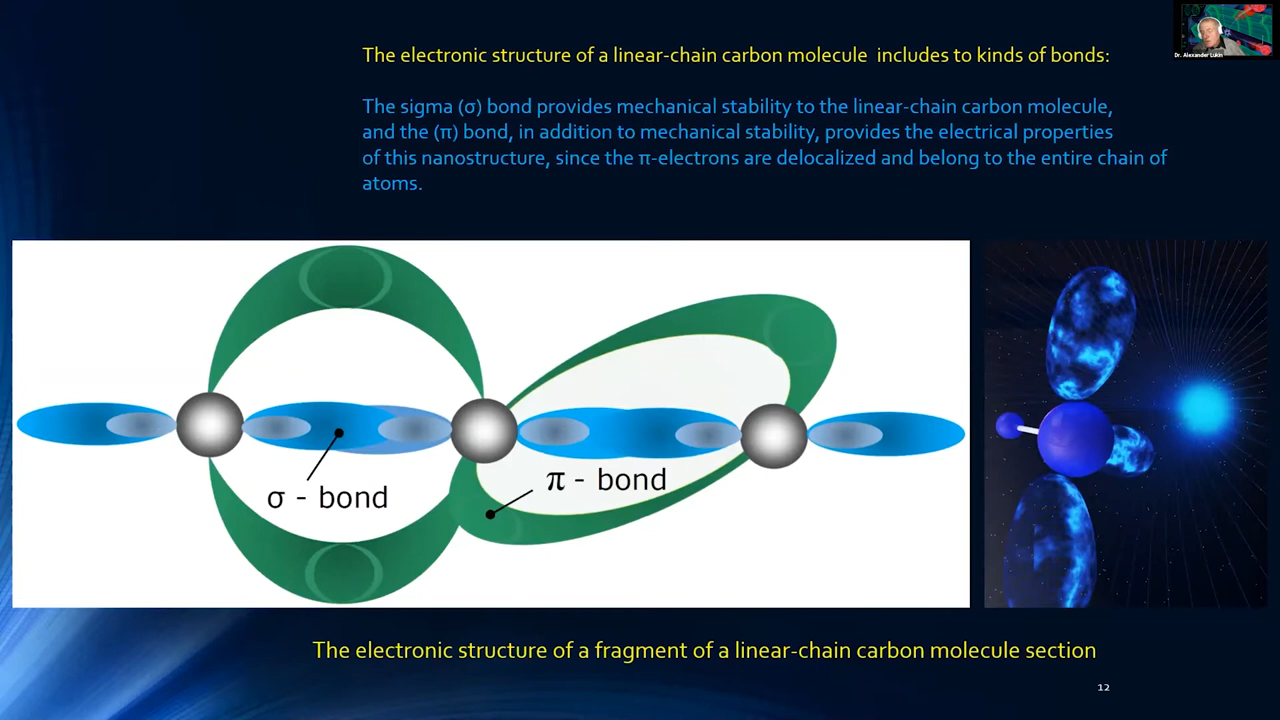 Dr. Alexander Lukin
The electronic structure of a linear-chain carbon molecule includes to kinds of bonds:
The sigma (σ) bond provides mechanical stability to the linear-chain carbon molecule,
and the (π) bond, in addition to mechanical stability, provides the electrical properties
of this nanostructure, since the π-electrons are delocalized and belong to the entire chain of
atoms.
σ - bond
π - bond
The electronic structure of a fragment of a linear-chain carbon molecule section
12